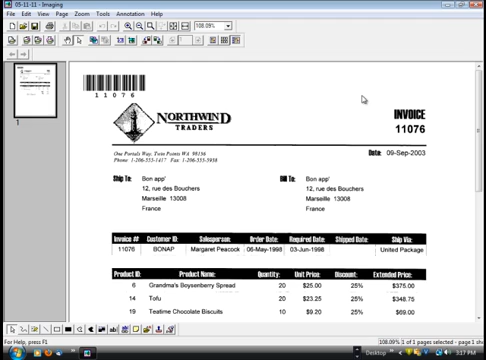 05-11-11 - Imaging
File Edit View Page Zoom Tools Annotation Help
108.09%
1 1 0 7 6
NORTHWIND
TRADERS
INVOICE
11076
One Portals Way, Twin Points WA 98156
Phone 1-206-555-1417 Fax: 1-206-555-5938
Date: 09-Sep-2003
Ship To: Bon app'
12, rue des Bouchers
Marseille 13008
France
Bill To: Bon app'
12, rue des Bouchers
Marseille 13008
France
Invoice #: Customer ID: Salesperson: Order Date: Required Date: Shipped Date: Ship Via:
11076 BONAP Margaret Peacock 06-May-1998 03-Jun-1998 United Package
Product ID: Product Name: Quantity: Unit Price: Discount: Extended Price:
6 Grandma's Boysenberry Spread 20 $25.00 25% $375.00
14 Tofu 20 $23.25 25% $348.75
19 Teatime Chocolate Biscuits 10 $9.20 25% $69.00
1
For Help, press F1
108.09% 1 of 1 pages selected - page 1 sho
Desktop
3:17 PM